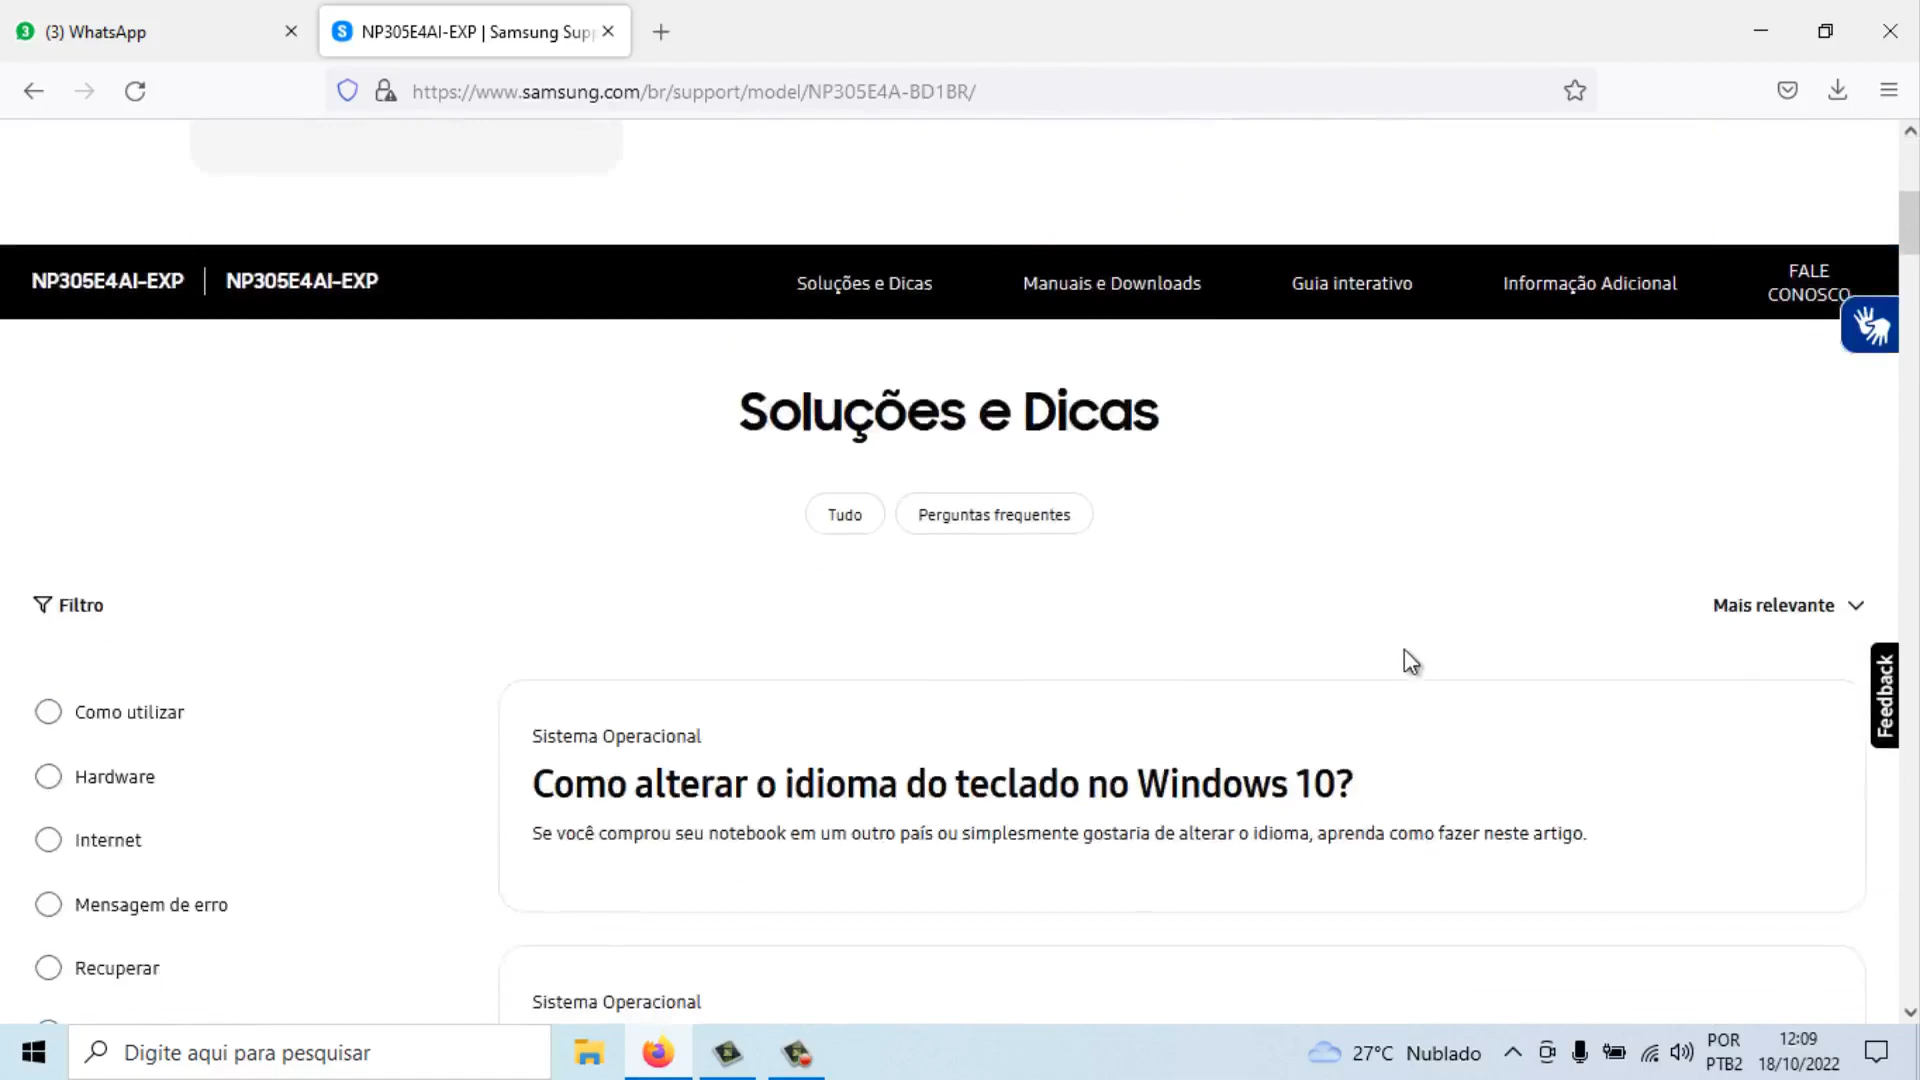 3
(3) WhatsApp
NP305E4AI-EXP | Samsung Sup
https://www.samsung.com/br/support/model/NP305E4A-BD1BR/
NP305E4AI-EXP
NP305E4AI-EXP
Soluções e Dicas
Manuais e Downloads
Guia interativo
Informação Adicional
FALE
CONOSCO
Soluções e Dicas
Tudo
Perguntas frequentes
Filtro
Mais relevante
Como utilizar
Hardware
Internet
Mensagem de erro
Recuperar
Sistema Operacional
Como alterar o idioma do teclado no Windows 10?
Se você comprou seu notebook em um outro país ou simplesmente gostaria de alterar o idioma, aprenda como fazer neste artigo.
Sistema Operacional
Feedback
Digite aqui para pesquisar
27°C Nublado
POR
PTB2
12:09
18/10/2022